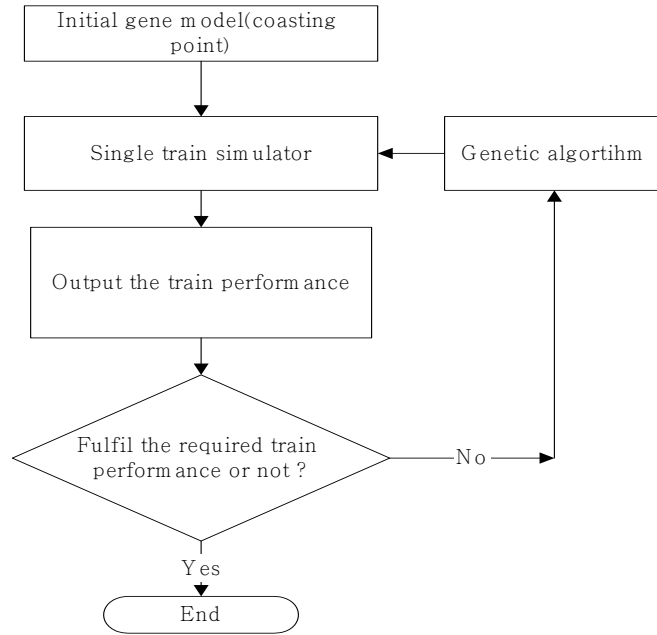 Initial gene model(coasting
point)
Single train simulator
Genetic algortihm
Output the train performance
Fulfil the required train
performance or not ?
No
Yes
End